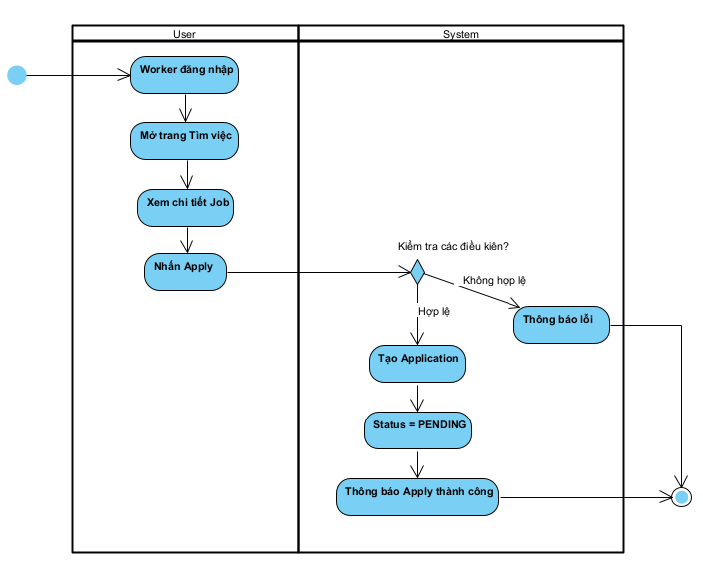 User
System
Worker đăng nhập
Mở trang Tìm việc
Xem chi tiết Job
Nhấn Apply
Kiểm tra các điều kiên?
Không hợp lệ
Hợp lệ
Thông báo lỗi
Tạo Application
Status = PENDING
Thông báo Apply thành công